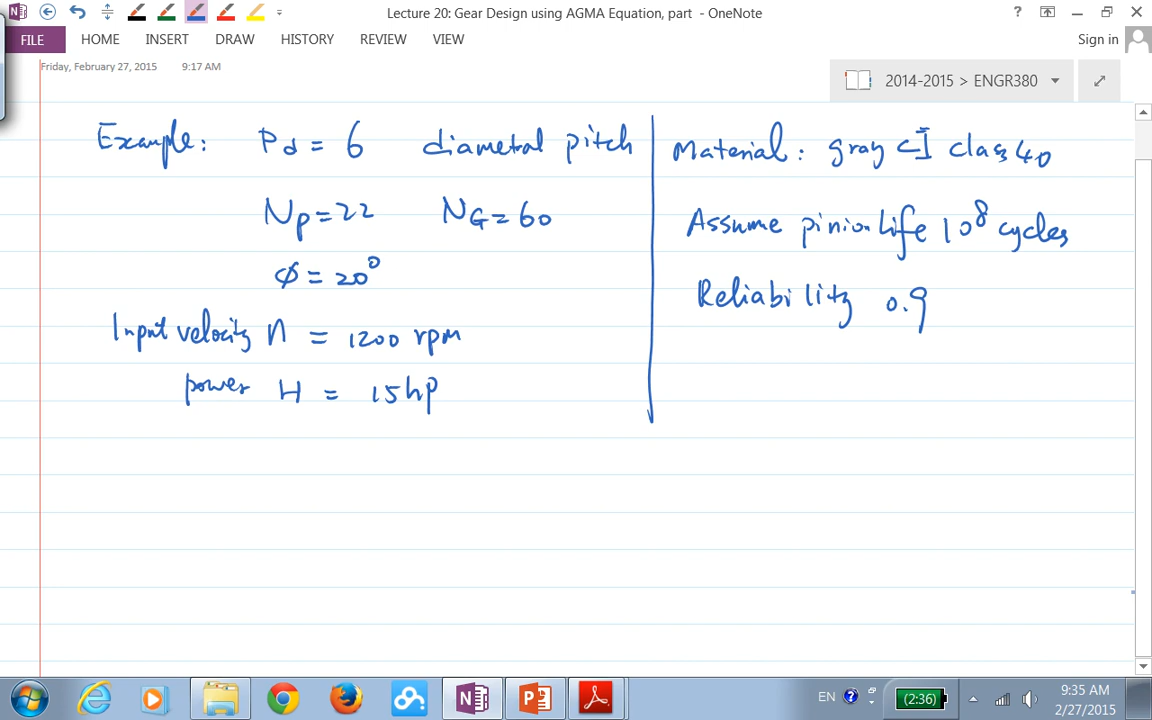 Lecture 20: Gear Design using AGMA Equation, part - OneNote
?
FILE HOME INSERT DRAW HISTORY REVIEW VIEW
Sign in
Friday, February 27, 2015 9:17 AM
2014-2015 > ENGR380
Example: Pd = 6 diametral pitch
NP = 22 NG = 60
ϕ = 20°
Input velocity n = 1200 rpm
power H = 15hp
Material: gray CI class 40
Assume pinion life 10^8 cycles
Reliability 0.9
EN
?
(2:36)
9:35 AM
2/27/2015